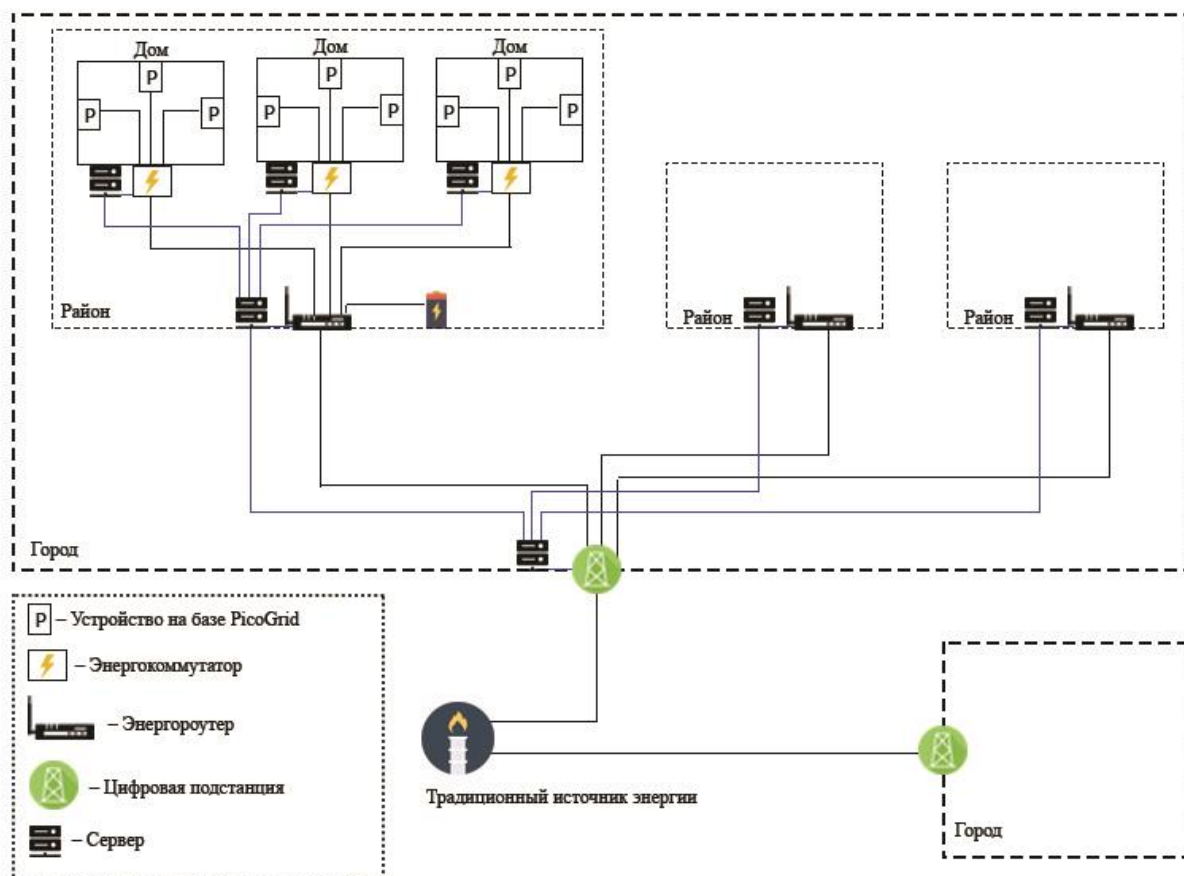 Дом
Дом
Дом
P
P
P
P
P
P
P
P
P
Район
Район
Район
Город
P – Устройство на базе PicoGrid
– Энергокоммутатор
– Энергороутер
– Цифровая подстанция
– Сервер
Традиционный источник энергии
Город